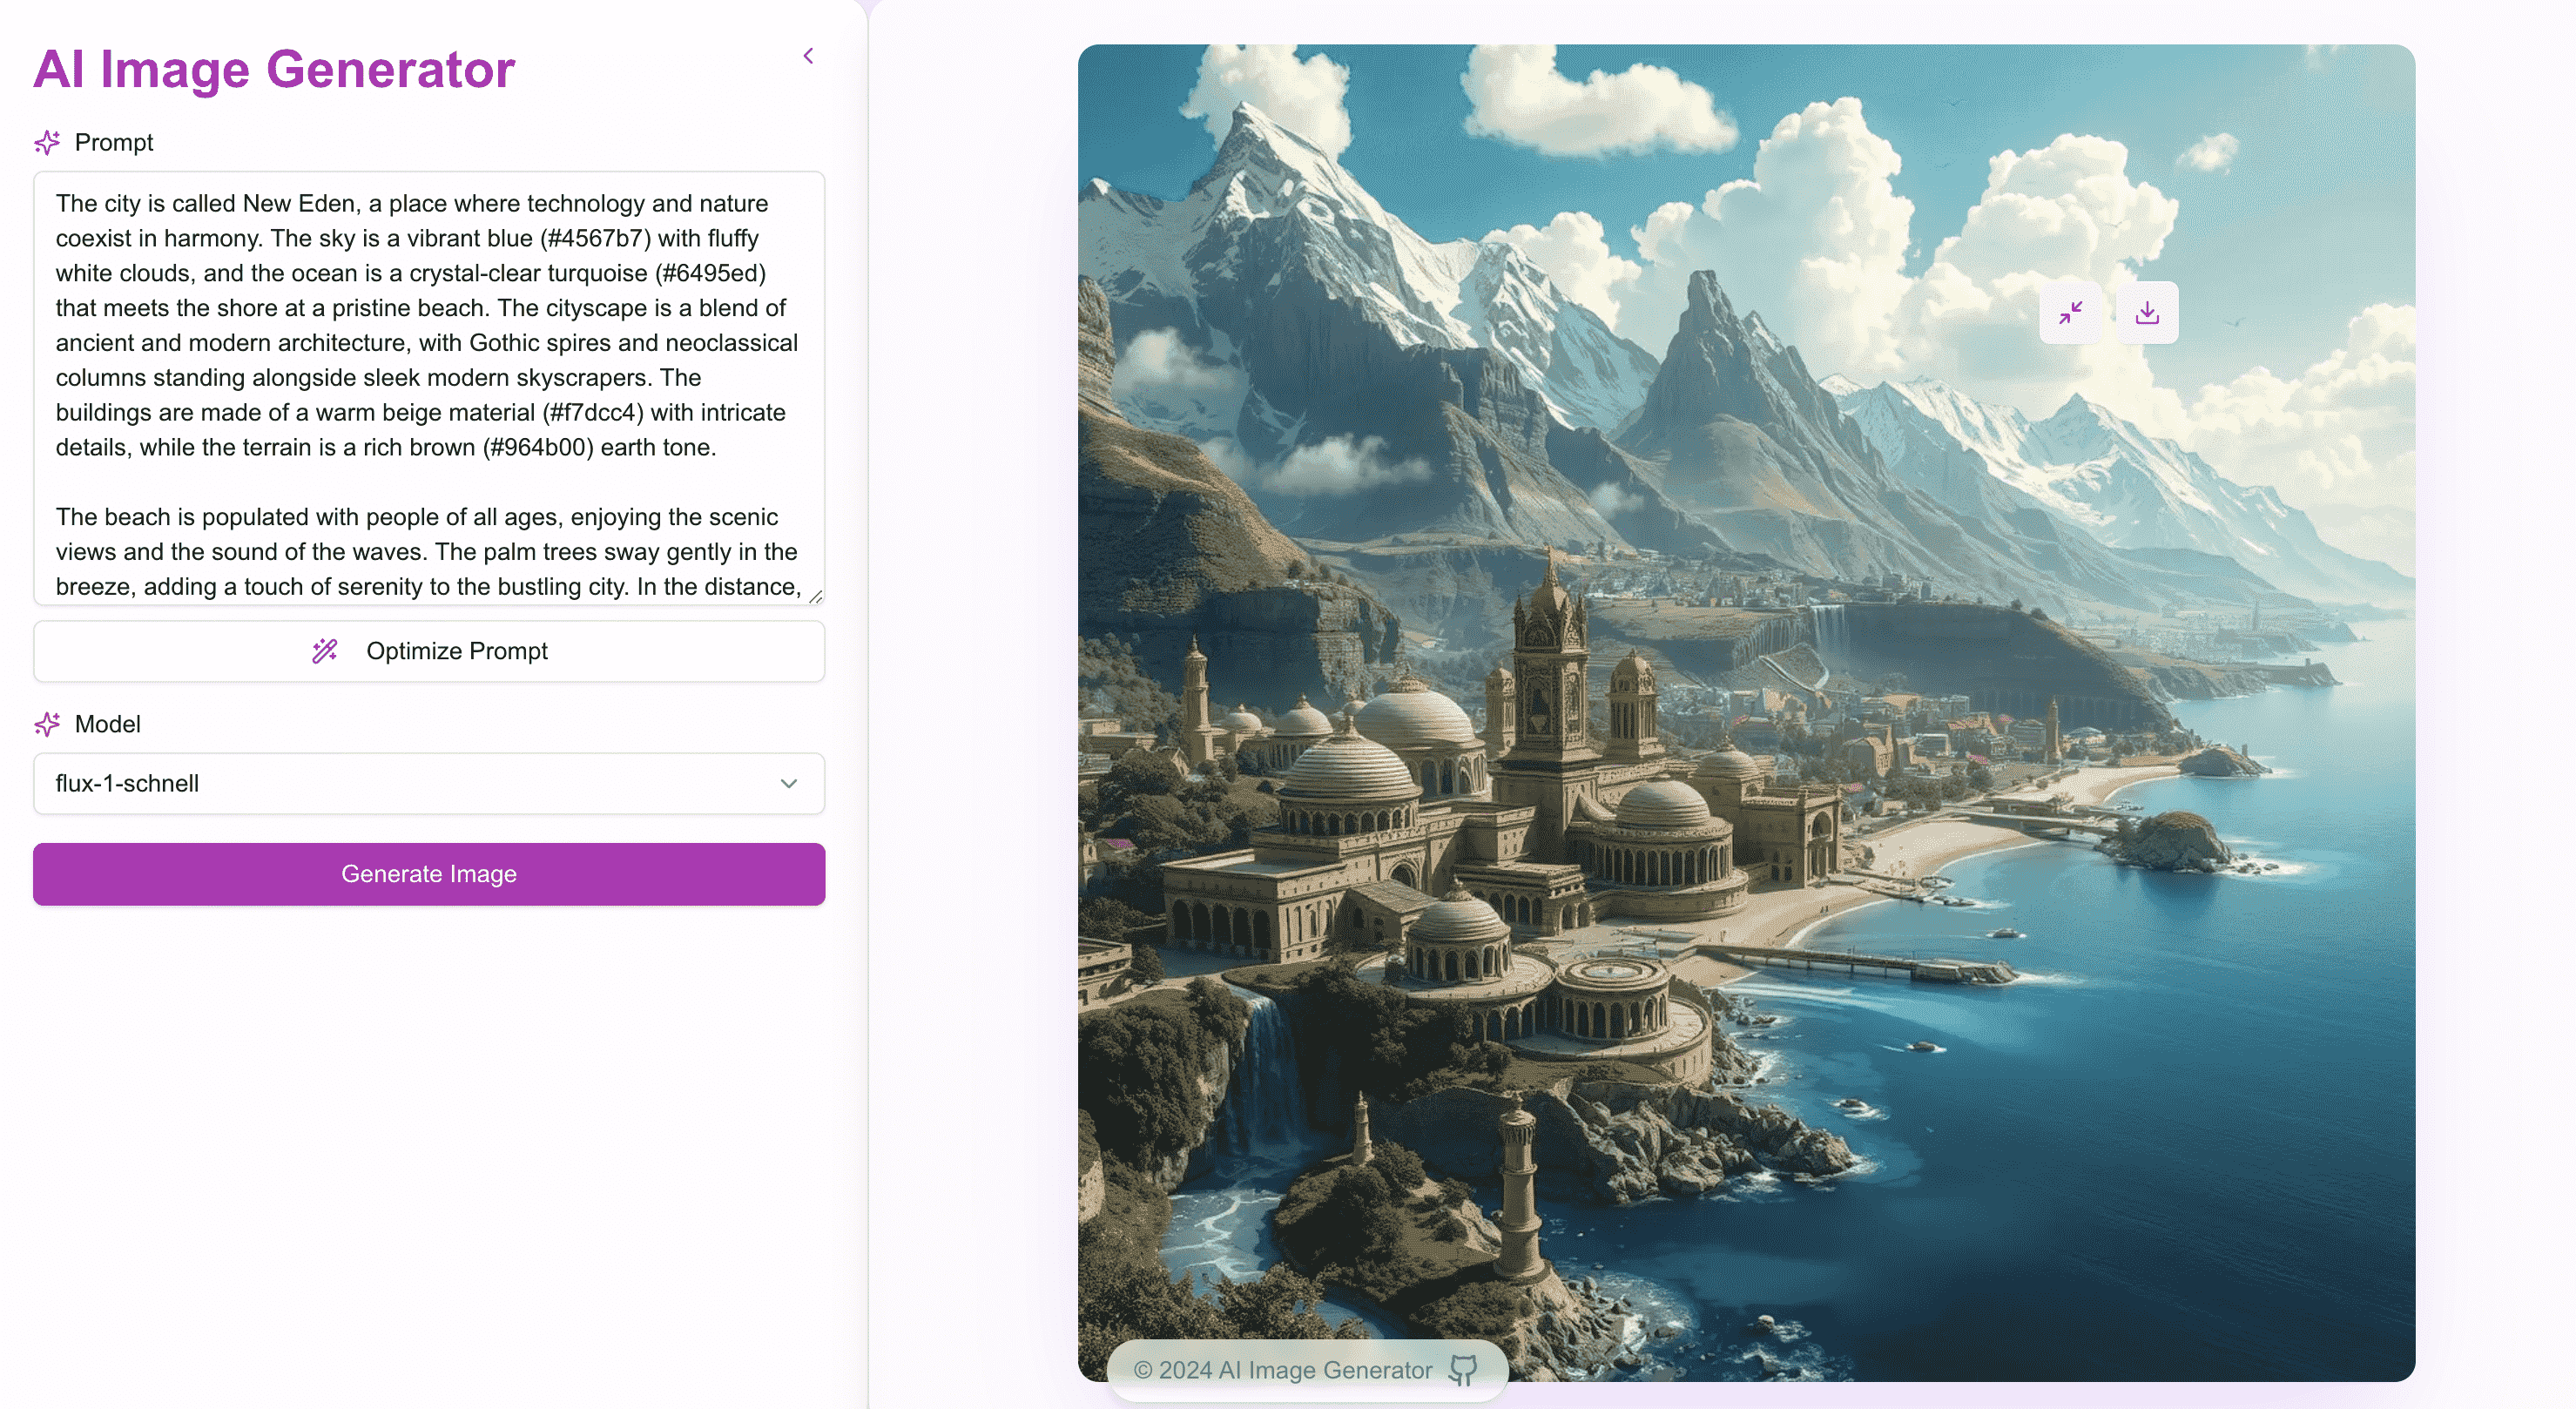 AI Image Generator
Prompt
The city is called New Eden, a place where technology and nature
coexist in harmony. The sky is a vibrant blue (#4567b7) with fluffy
white clouds, and the ocean is a crystal-clear turquoise (#6495ed)
that meets the shore at a pristine beach. The cityscape is a blend of
ancient and modern architecture, with Gothic spires and neoclassical
columns standing alongside sleek modern skyscrapers. The
buildings are made of a warm beige material (#f7dcc4) with intricate
details, while the terrain is a rich brown (#964b00) earth tone.
The beach is populated with people of all ages, enjoying the scenic
views and the sound of the waves. The palm trees sway gently in the
breeze, adding a touch of serenity to the bustling city. In the distance,
Optimize Prompt
Model
flux-1-schnell
Generate Image
© 2024 AI Image Generator